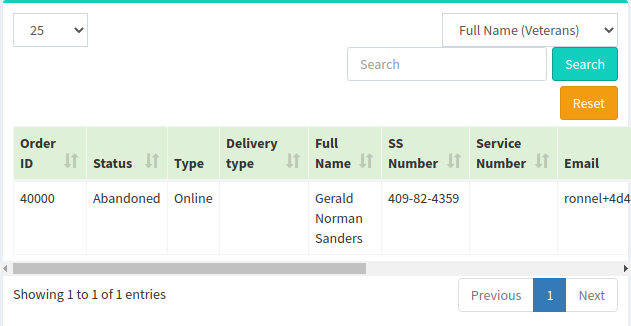 25
Full Name (Veterans)
Search
Search
Reset
Order ID
Status
Type
Delivery type
Full Name
SS Number
Service Number
Email
40000
Abandoned
Online
Gerald
Norman
Sanders
409-82-4359
ronnel+4d4
Showing 1 to 1 of 1 entries
Previous
1
Next